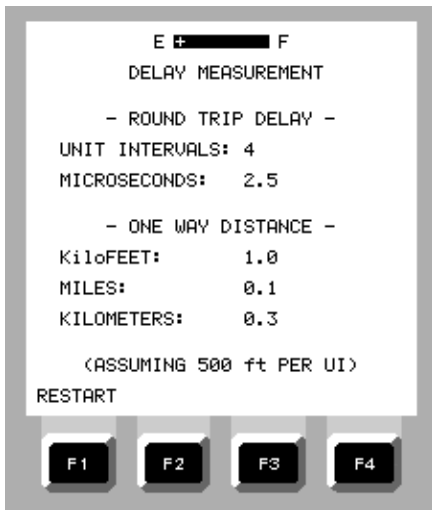 E + F
DELAY MEASUREMENT
- ROUND TRIP DELAY -
UNIT INTERVALS: 4
MICROSECONDS: 2.5
- ONE WAY DISTANCE -
KiloFEET: 1.0
MILES: 0.1
KILOMETERS: 0.3
(ASSUMING 500 ft PER UI)
RESTART
F1 F2 F3 F4